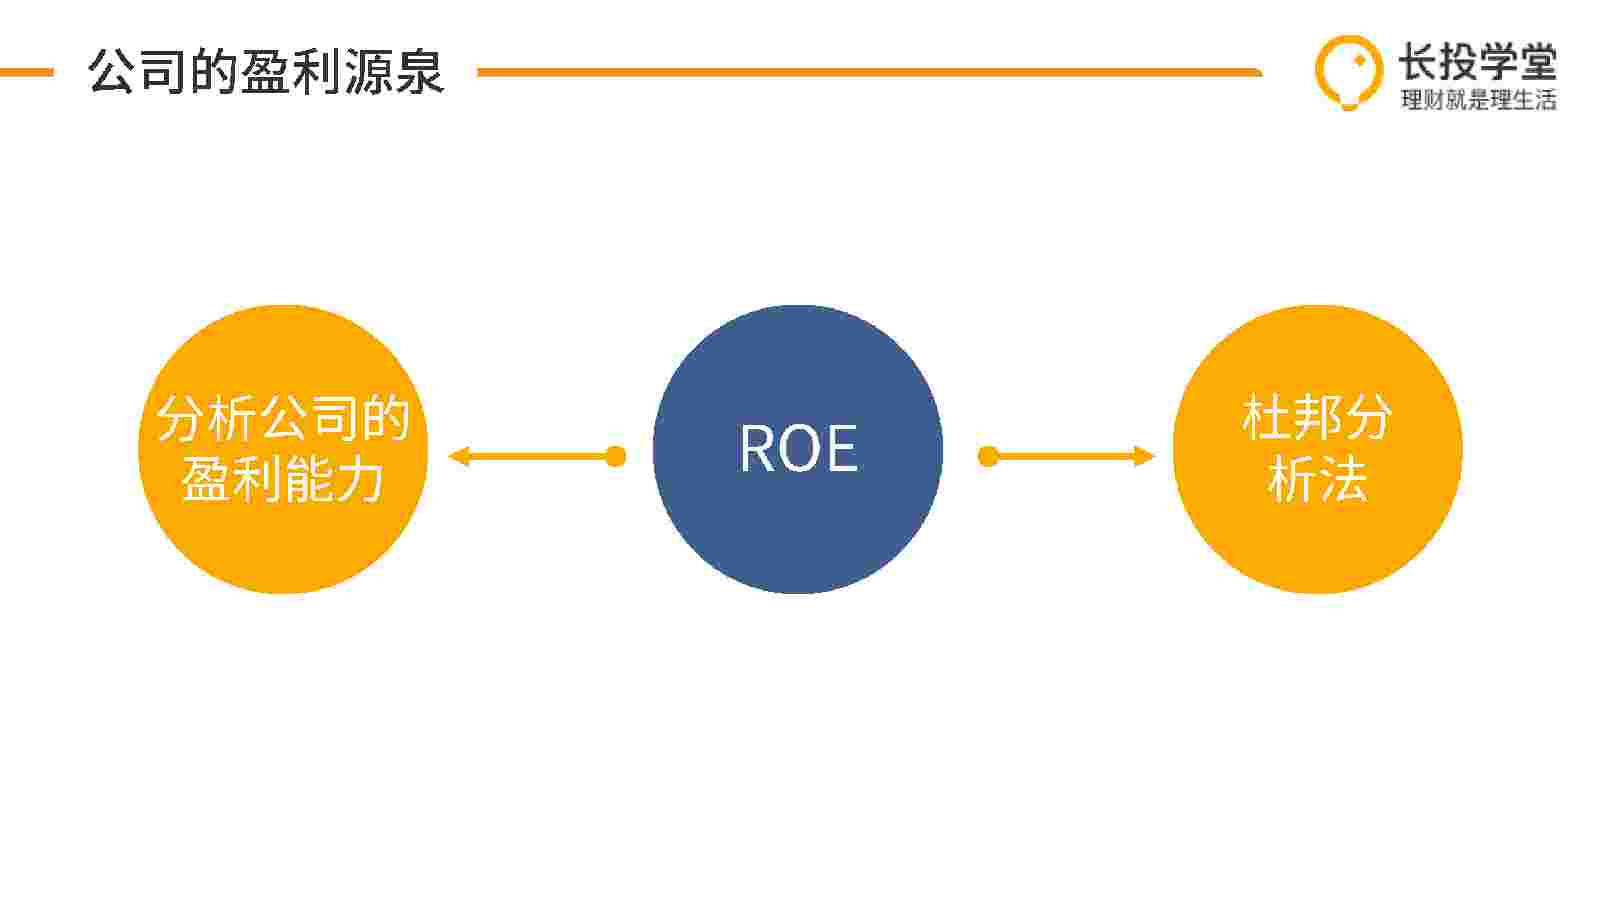 公司的盈利源泉
长投学堂
理财就是理生活
分析公司的
盈利能力
ROE
杜邦分
析法